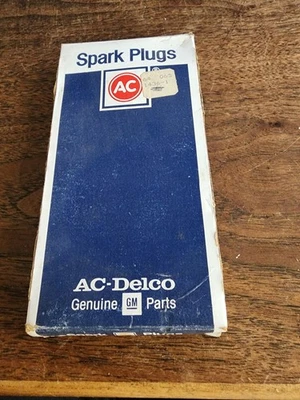 Spark Plugs
AC
®
AC-Delco
Genuine GM Parts